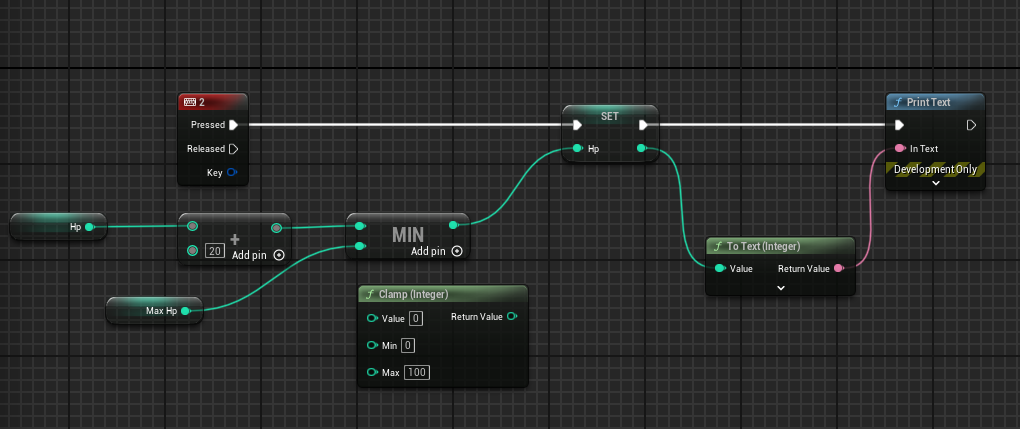 2
Pressed
Released
Key
SET
Hp
f Print Text
In Text
Development Only
Hp
+
20
Add pin
MIN
Add pin
Max Hp
f To Text (Integer)
Value
Return Value
f Clamp (Integer)
Value 0
Return Value
Min 0
Max 100